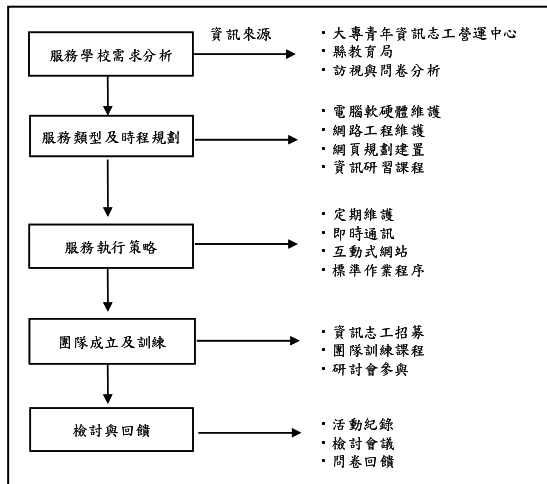 服務學校需求分析
資訊來源
・大專青年資訊志工營運中心
・縣教育局
・訪視與問卷分析
服務類型及時程規劃
・電腦軟硬體維護
・網路工程維護
・網頁規劃建置
・資訊研習課程
服務執行策略
・定期維護
・即時通訊
・互動式網站
・標準作業程序
團隊成立及訓練
・資訊志工招募
・團隊訓練課程
・研討會參與
檢討與回饋
・活動紀錄
・檢討會議
・問卷回饋